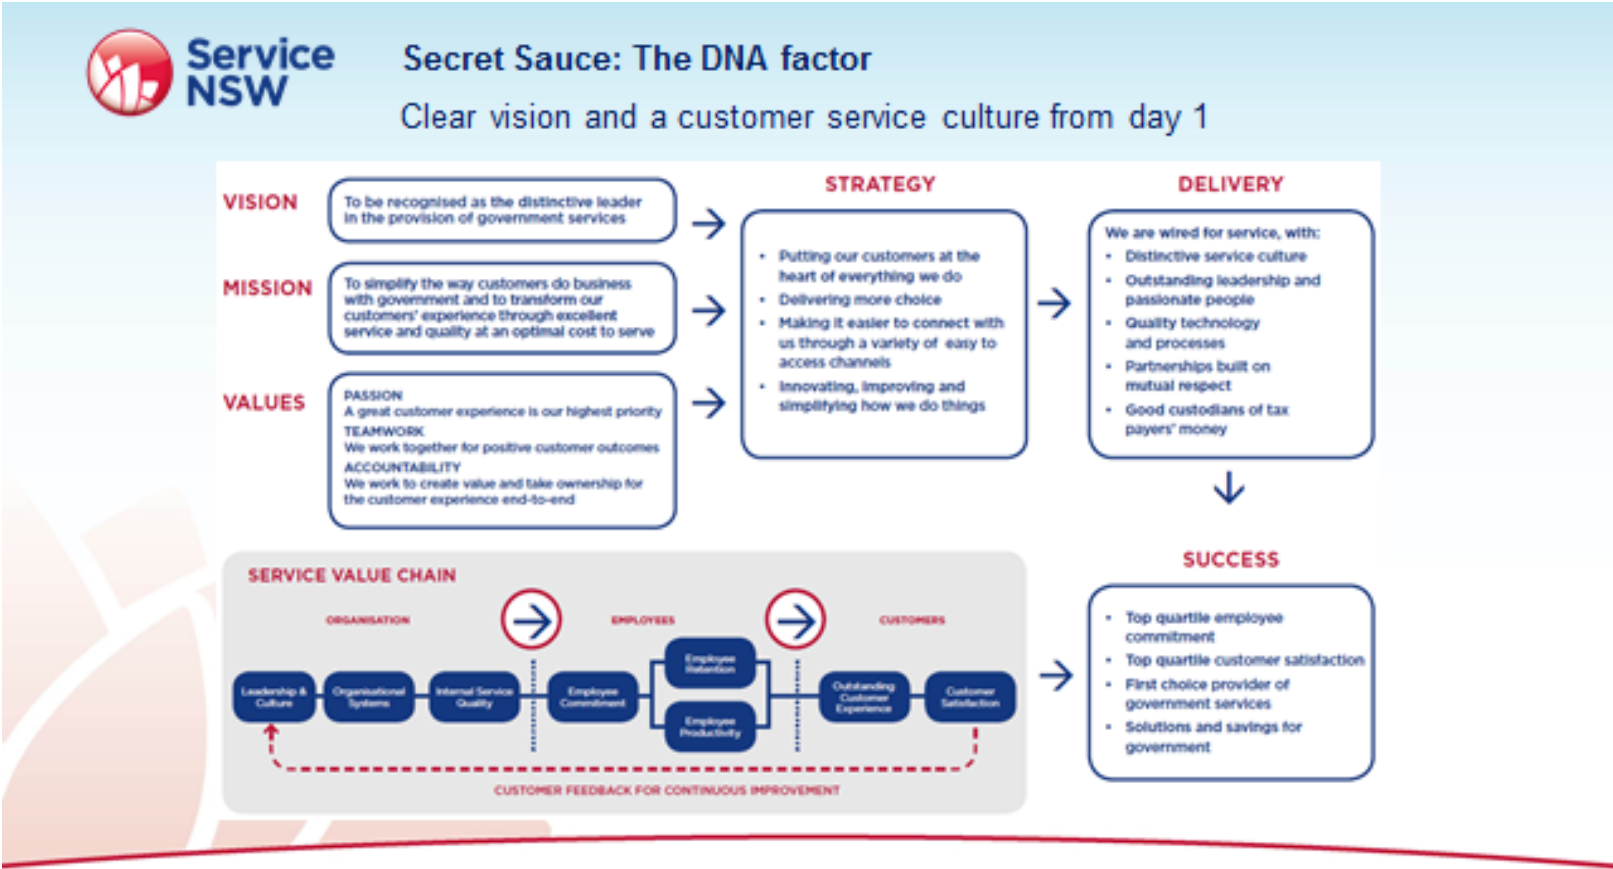 Service
NSW
Secret Sauce: The DNA factor
Clear vision and a customer service culture from day 1
VISION
To be recognised as the distinctive leader
in the provision of government services
MISSION
To simplify the way customers do business
with government and to transform our
customers' experience through excellent
service and quality at an optimal cost to serve
VALUES
PASSION
A great customer experience is our highest priority
TEAMWORK
We work together for positive customer outcomes
ACCOUNTABILITY
We work to create value and take ownership for
the customer experience end-to-end
STRATEGY
• Putting our customers at the
heart of everything we do
• Delivering more choice
• Making it easier to connect with
us through a variety of easy to
access channels
• Innovating, improving and
simplifying how we do things
DELIVERY
We are wired for service, with:
• Distinctive service culture
• Outstanding leadership and
passionate people
• Quality technology
and processes
• Partnerships built on
mutual respect
• Good custodians of tax
payers' money
SUCCESS
• Top quartile employee
commitment
• Top quartile customer satisfaction
• First choice provider of
government services
• Solutions and savings for
government
SERVICE VALUE CHAIN
ORGANISATION
EMPLOYEES
CUSTOMERS
Leadership &
Culture
Organisational
Systems
Internal Service
Quality
Employee
Commitment
Employee
Retention
Employee
Productivity
Outstanding
Customer
Experience
Customer
Satisfaction
CUSTOMER FEEDBACK FOR CONTINUOUS IMPROVEMENT